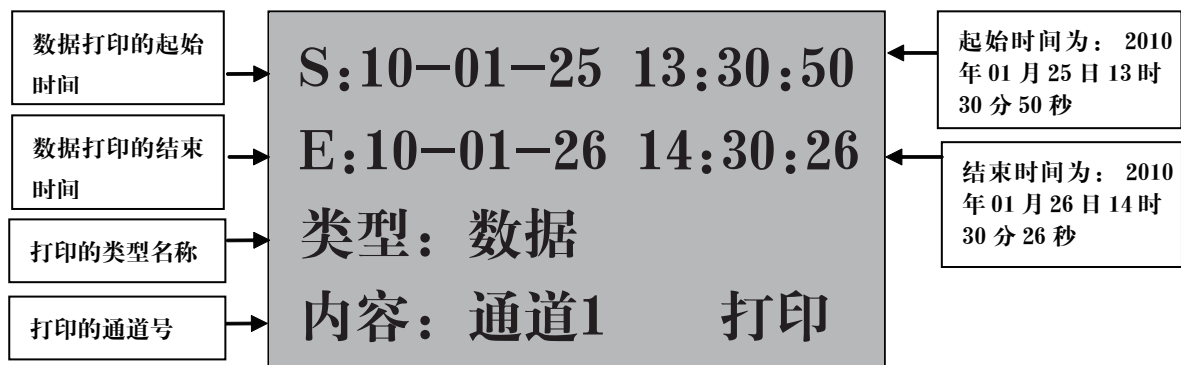 数据打印的起始
时间
数据打印的结束
时间
打印的类型名称
打印的通道号
S:10-01-25 13:30:50
E:10-01-26 14:30:26
类型：数据
内容：通道1 打印
起始时间为： 2010
年 01 月 25 日 13 时
30 分 50 秒
结束时间为： 2010
年 01 月 26 日 14 时
30 分 26 秒